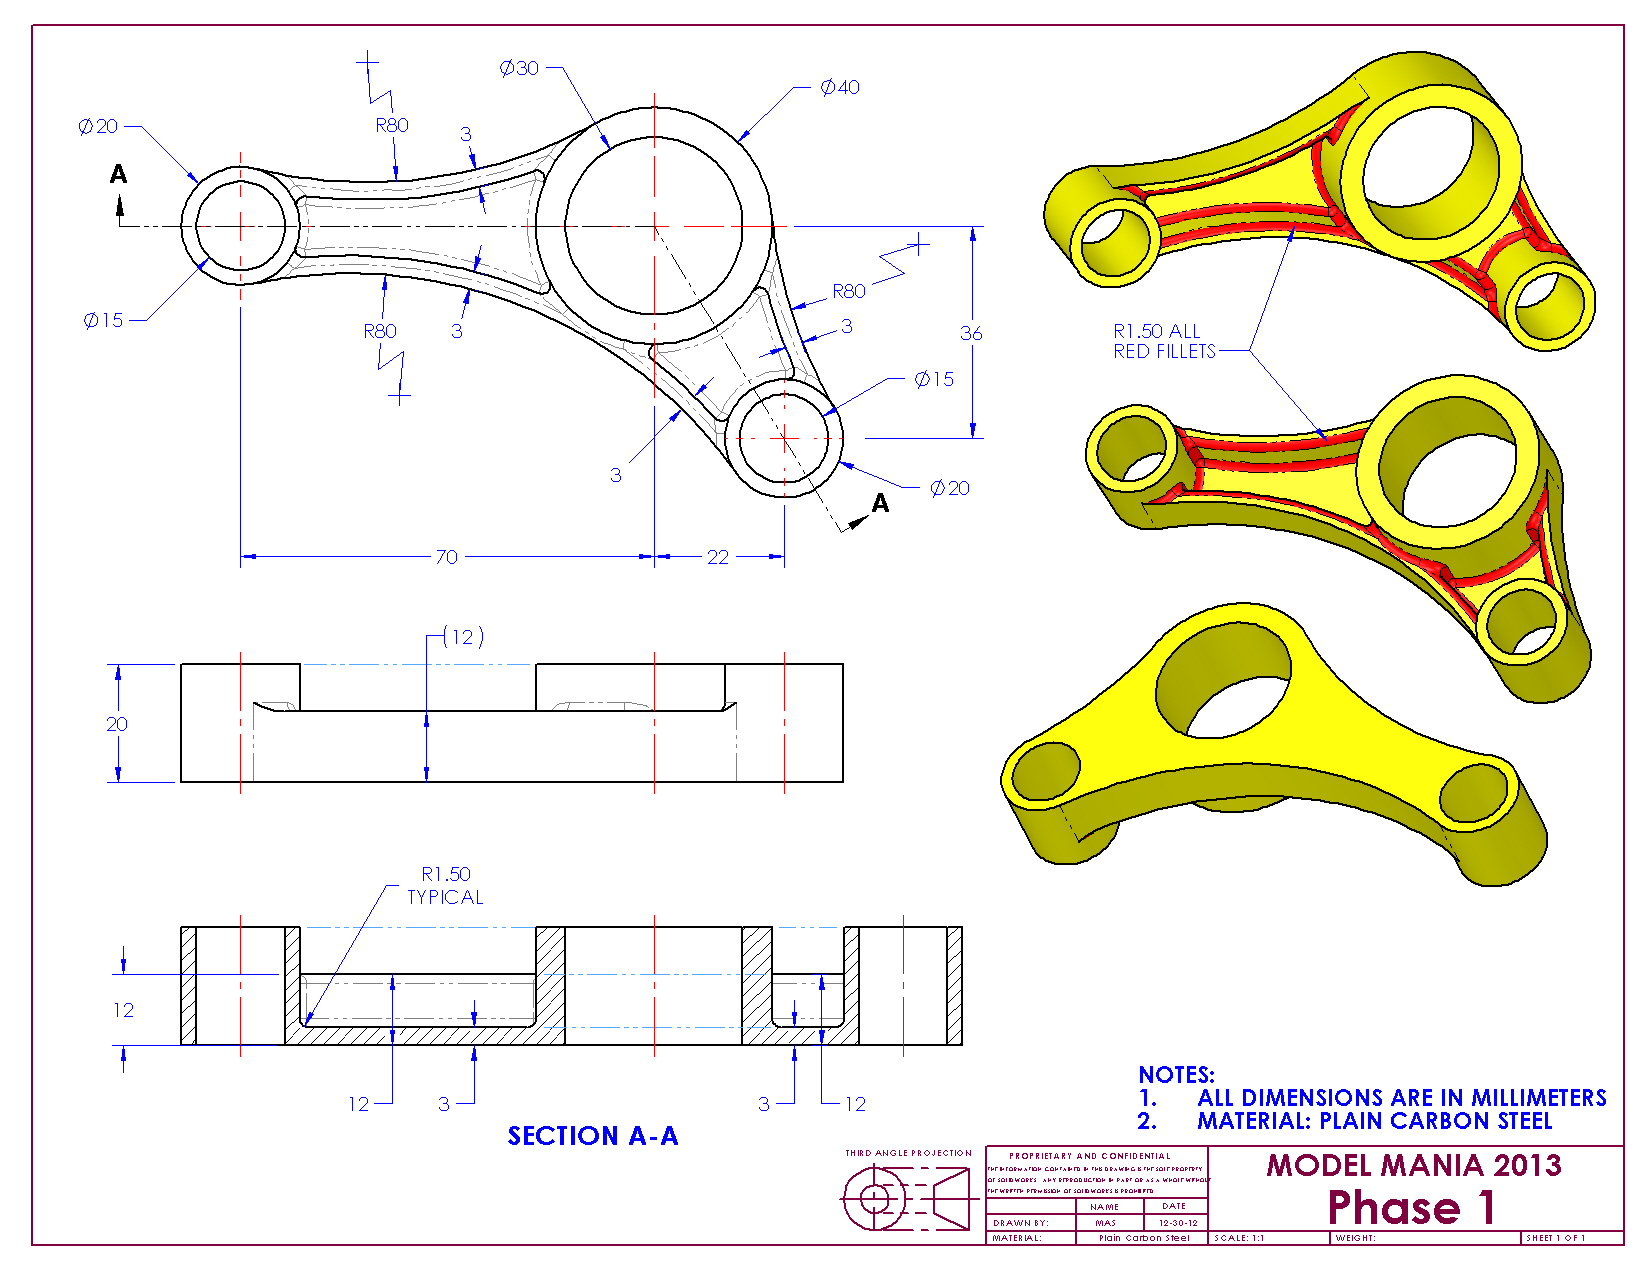 Ø30
Ø40
Ø20
R80
3
A
R80
Ø15
R80
3
3
36
Ø15
3
Ø20
A
70
22
R1.50 ALL
RED FILLETS
(12)
20
R1.50
TYPICAL
12
12
3
3
12
SECTION A-A
NOTES:
1. ALL DIMENSIONS ARE IN MILLIMETERS
2. MATERIAL: PLAIN CARBON STEEL
THIRD ANGLE PROJECTION
PROPRIETARY AND CONFIDENTIAL
THE INFORMATION CONTAINED IN THIS DRAWING IS THE SOLE PROPERTY
OF SOLIDWORKS. ANY REPRODUCTION IN PART OR AS A WHOLE WITHOUT
THE WRITTEN PERMISSION OF SOLIDWORKS IS PROHIBITED.
NAME DATE
DRAWN BY: MAS 12-30-12
MATERIAL: Plain Carbon Steel
MODEL MANIA 2013
Phase 1
SCALE: 1:1 WEIGHT: SHEET 1 OF 1